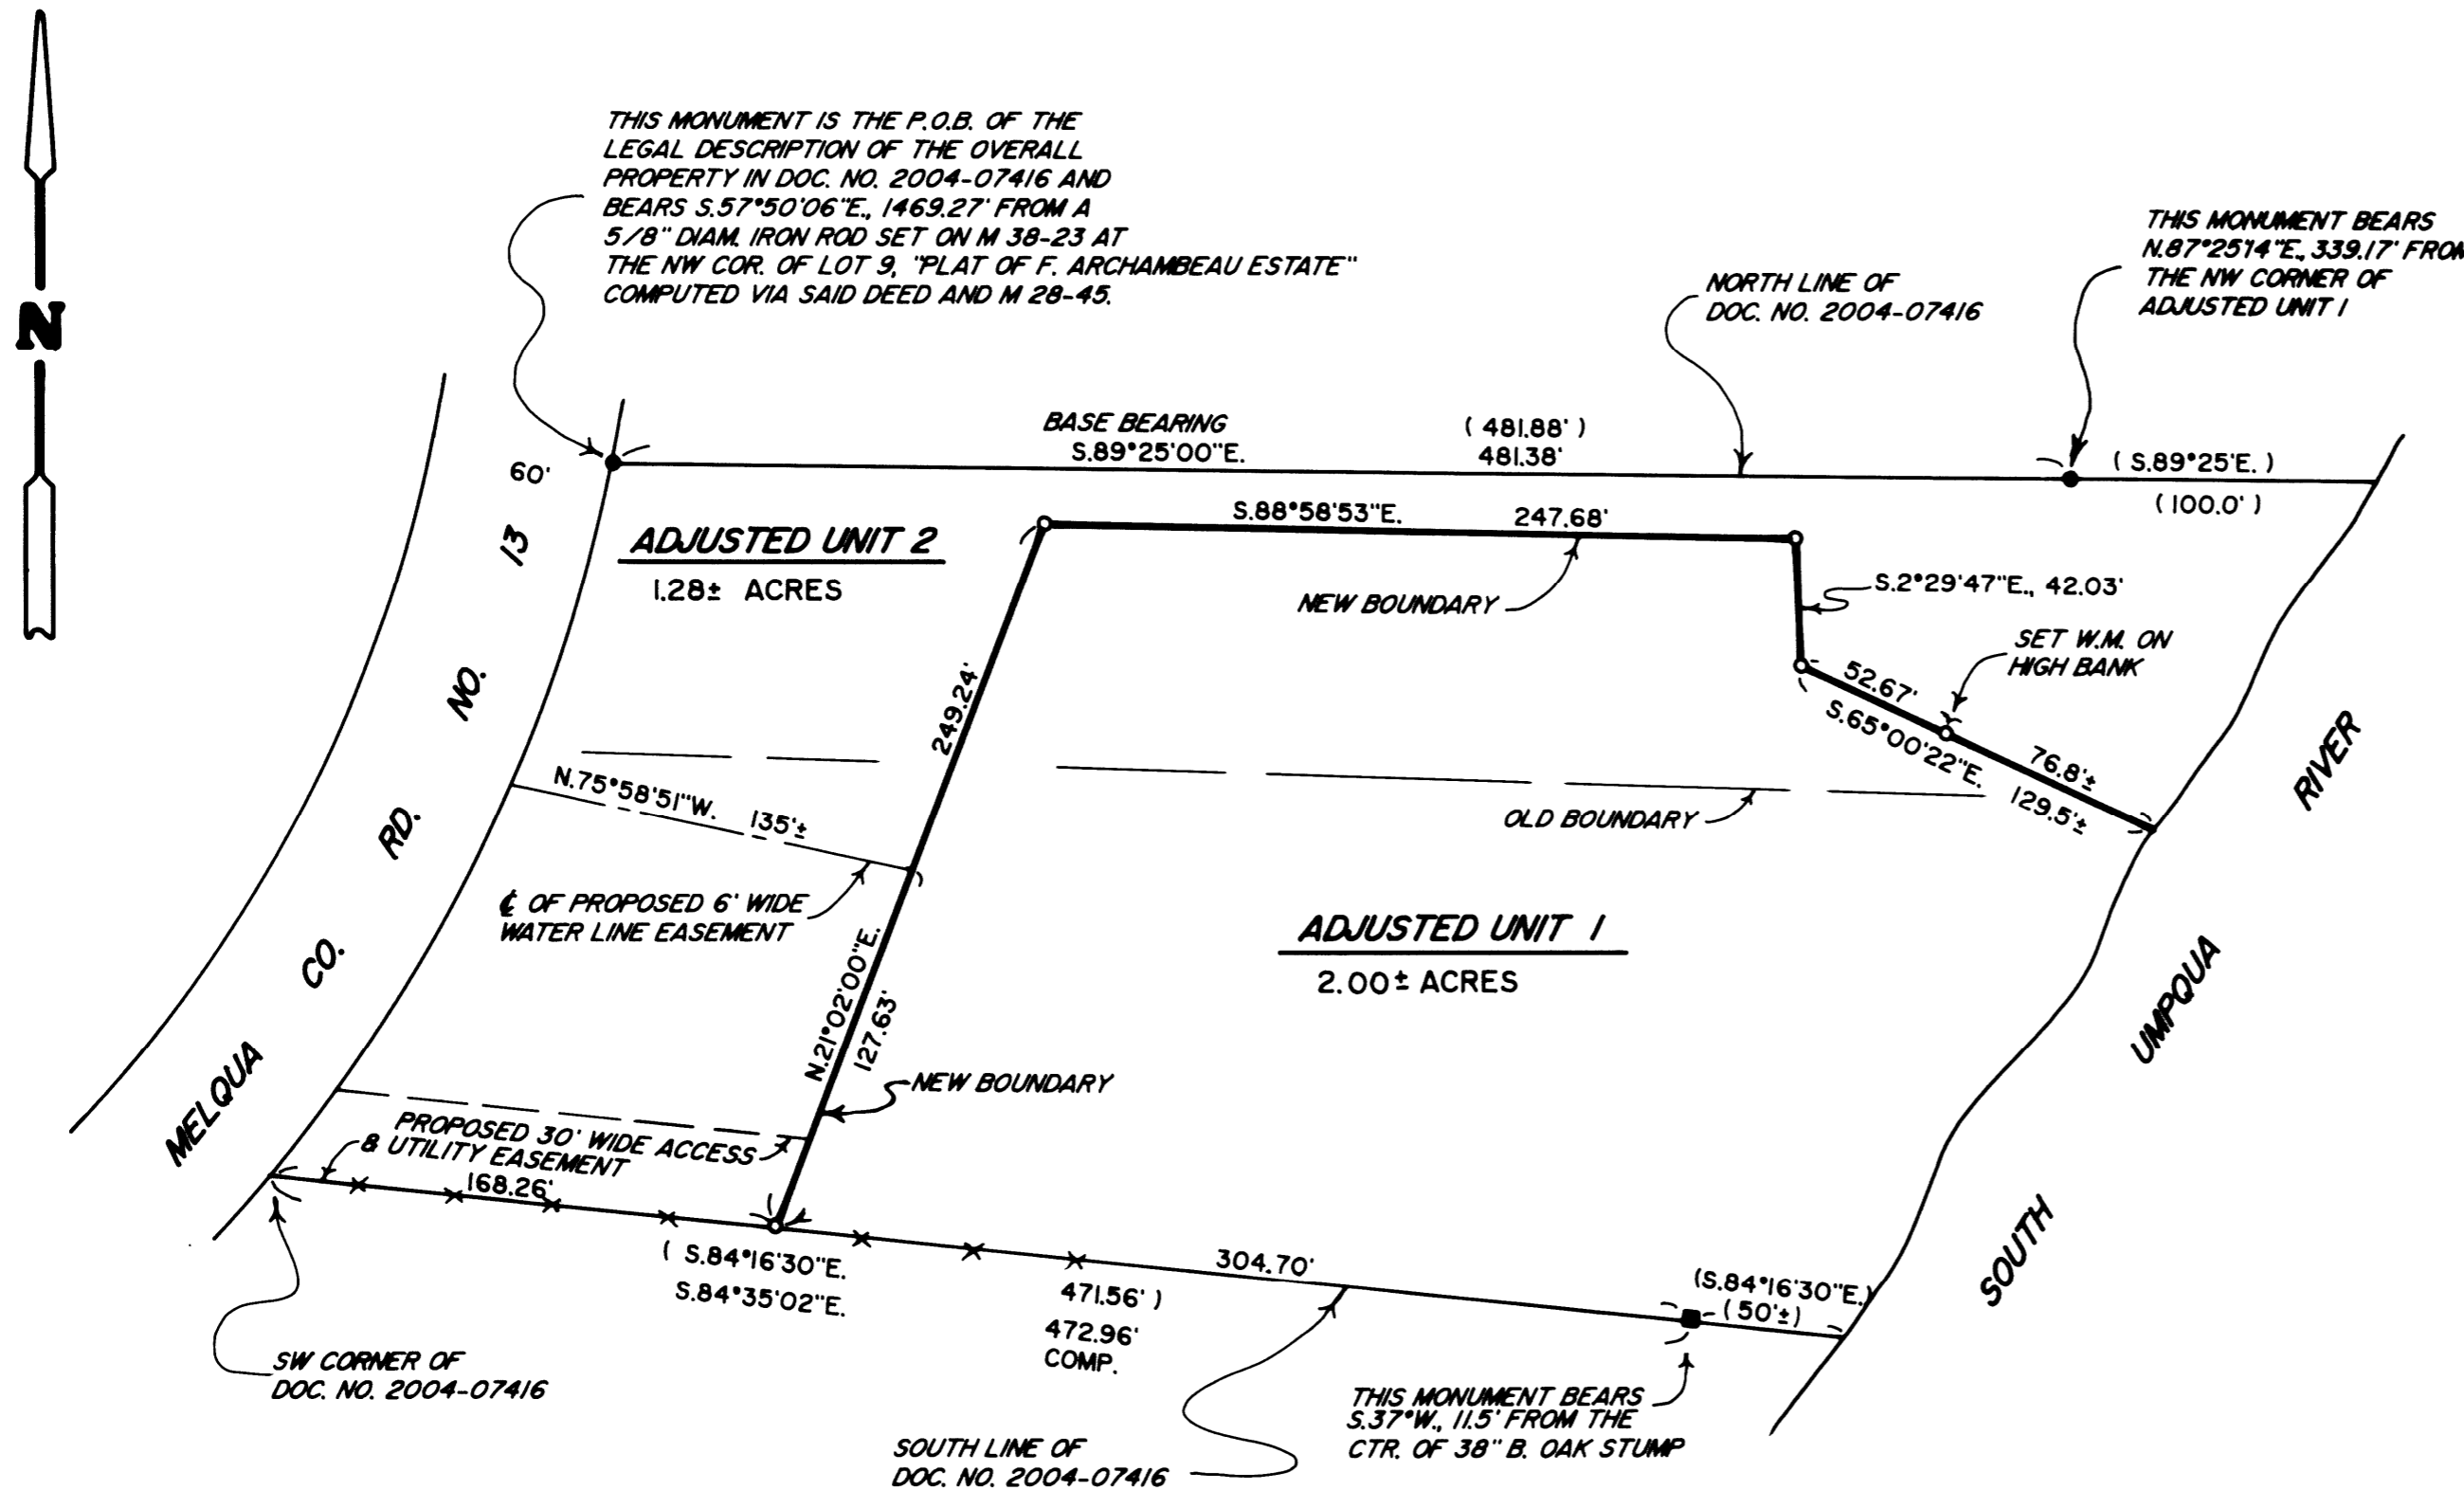 THIS MONUMENT IS THE P.O.B. OF THE
LEGAL DESCRIPTION OF THE OVERALL
PROPERTY IN DOC. NO. 2004-07416 AND
BEARS S.57°50'06"E., 1469.27' FROM A
5/8" DIAM. IRON ROD SET ON M 38-23 AT
THE NW COR. OF LOT 9, "PLAT OF F. ARCHAMBEAU ESTATE"
COMPUTED VIA SAID DEED AND M 28-45.
THIS MONUMENT BEARS
N.87°25'14"E., 339.17' FROM
THE NW CORNER OF
ADJUSTED UNIT 1
NORTH LINE OF
DOC. NO. 2004-07416
N
BASE BEARING
S.89°25'00"E.
( 481.88' )
481.38'
( S.89°25'E. )
( 100.0' )
60'
ADJUSTED UNIT 2
1.28± ACRES
S.88°58'53"E. 247.68'
NEW BOUNDARY
S.2°29'47"E., 42.03'
SET W.M. ON
HIGH BANK
52.67'
S.65°00'22"E.
76.8'±
129.5'±
249.24'
N.75°58'51"W. 135'±
OLD BOUNDARY
℄ OF PROPOSED 6' WIDE
WATER LINE EASEMENT
ADJUSTED UNIT 1
2.00± ACRES
N.21°02'00"E.
127.63'
NEW BOUNDARY
MELQUA CO. RD. NO. 13
SOUTH UMPQUA RIVER
PROPOSED 30' WIDE ACCESS
& UTILITY EASEMENT
168.26'
( S.84°16'30"E. 471.56' )
S.84°35'02"E. 472.96'
COMP.
304.70'
(S.84°16'30"E.)
( 50'± )
SW CORNER OF
DOC. NO. 2004-07416
SOUTH LINE OF
DOC. NO. 2004-07416
THIS MONUMENT BEARS
S.37°W., 11.5' FROM THE
CTR. OF 38" B. OAK STUMP